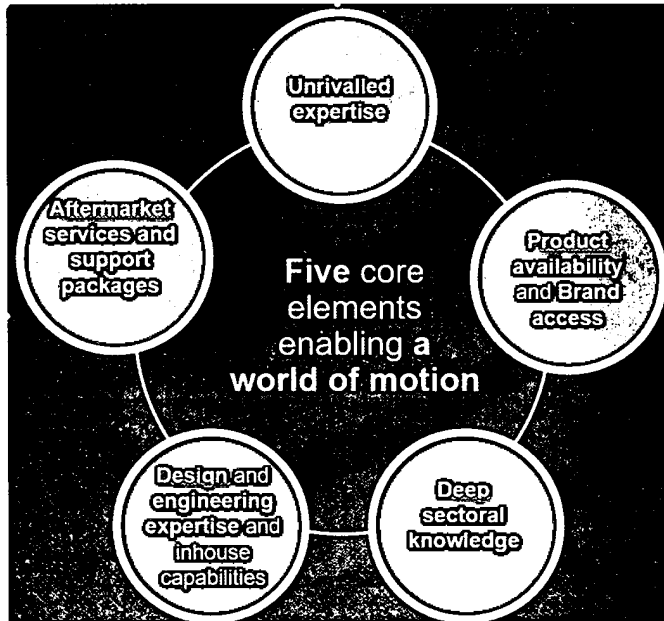 Unrivalled
expertise
Aftermarket
services and
support
packages
Product
availability
and Brand
access
Five core
elements
enabling a
world of motion
Design and
engineering
expertise and
inhouse
capabilities
Deep
sectoral
knowledge